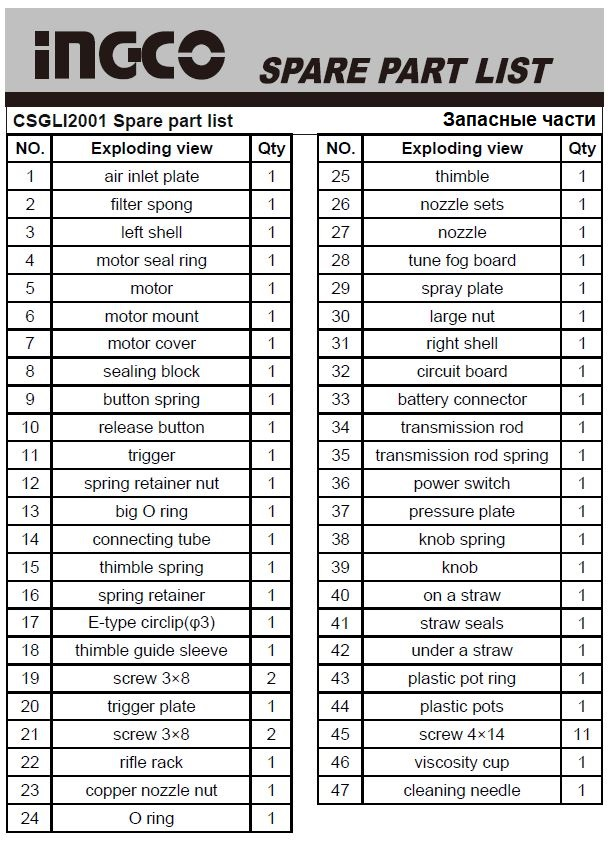 INGCO
SPARE PART LIST
CSGLI2001 Spare part list
Запасные части
NO. Exploding view Qty
1 air inlet plate 1
2 filter spong 1
3 left shell 1
4 motor seal ring 1
5 motor 1
6 motor mount 1
7 motor cover 1
8 sealing block 1
9 button spring 1
10 release button 1
11 trigger 1
12 spring retainer nut 1
13 big O ring 1
14 connecting tube 1
15 thimble spring 1
16 spring retainer 1
17 E-type circlip(φ3) 1
18 thimble guide sleeve 1
19 screw 3×8 2
20 trigger plate 1
21 screw 3×8 2
22 rifle rack 1
23 copper nozzle nut 1
24 O ring 1
NO. Exploding view Qty
25 thimble 1
26 nozzle sets 1
27 nozzle 1
28 tune fog board 1
29 spray plate 1
30 large nut 1
31 right shell 1
32 circuit board 1
33 battery connector 1
34 transmission rod 1
35 transmission rod spring 1
36 power switch 1
37 pressure plate 1
38 knob spring 1
39 knob 1
40 on a straw 1
41 straw seals 1
42 under a straw 1
43 plastic pot ring 1
44 plastic pots 1
45 screw 4×14 11
46 viscosity cup 1
47 cleaning needle 1